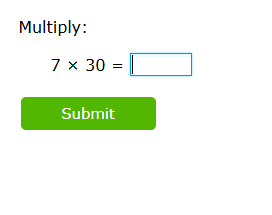 Multiply:
7 × 30 =
Submit